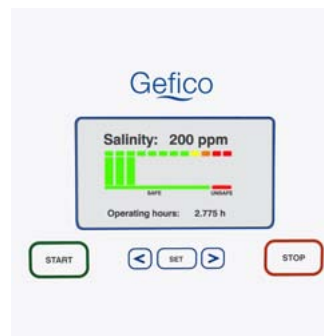 Gefico
Salinity: 200 ppm
SAFE UNSAFE
Operating hours: 2.775 h
START < SET > STOP